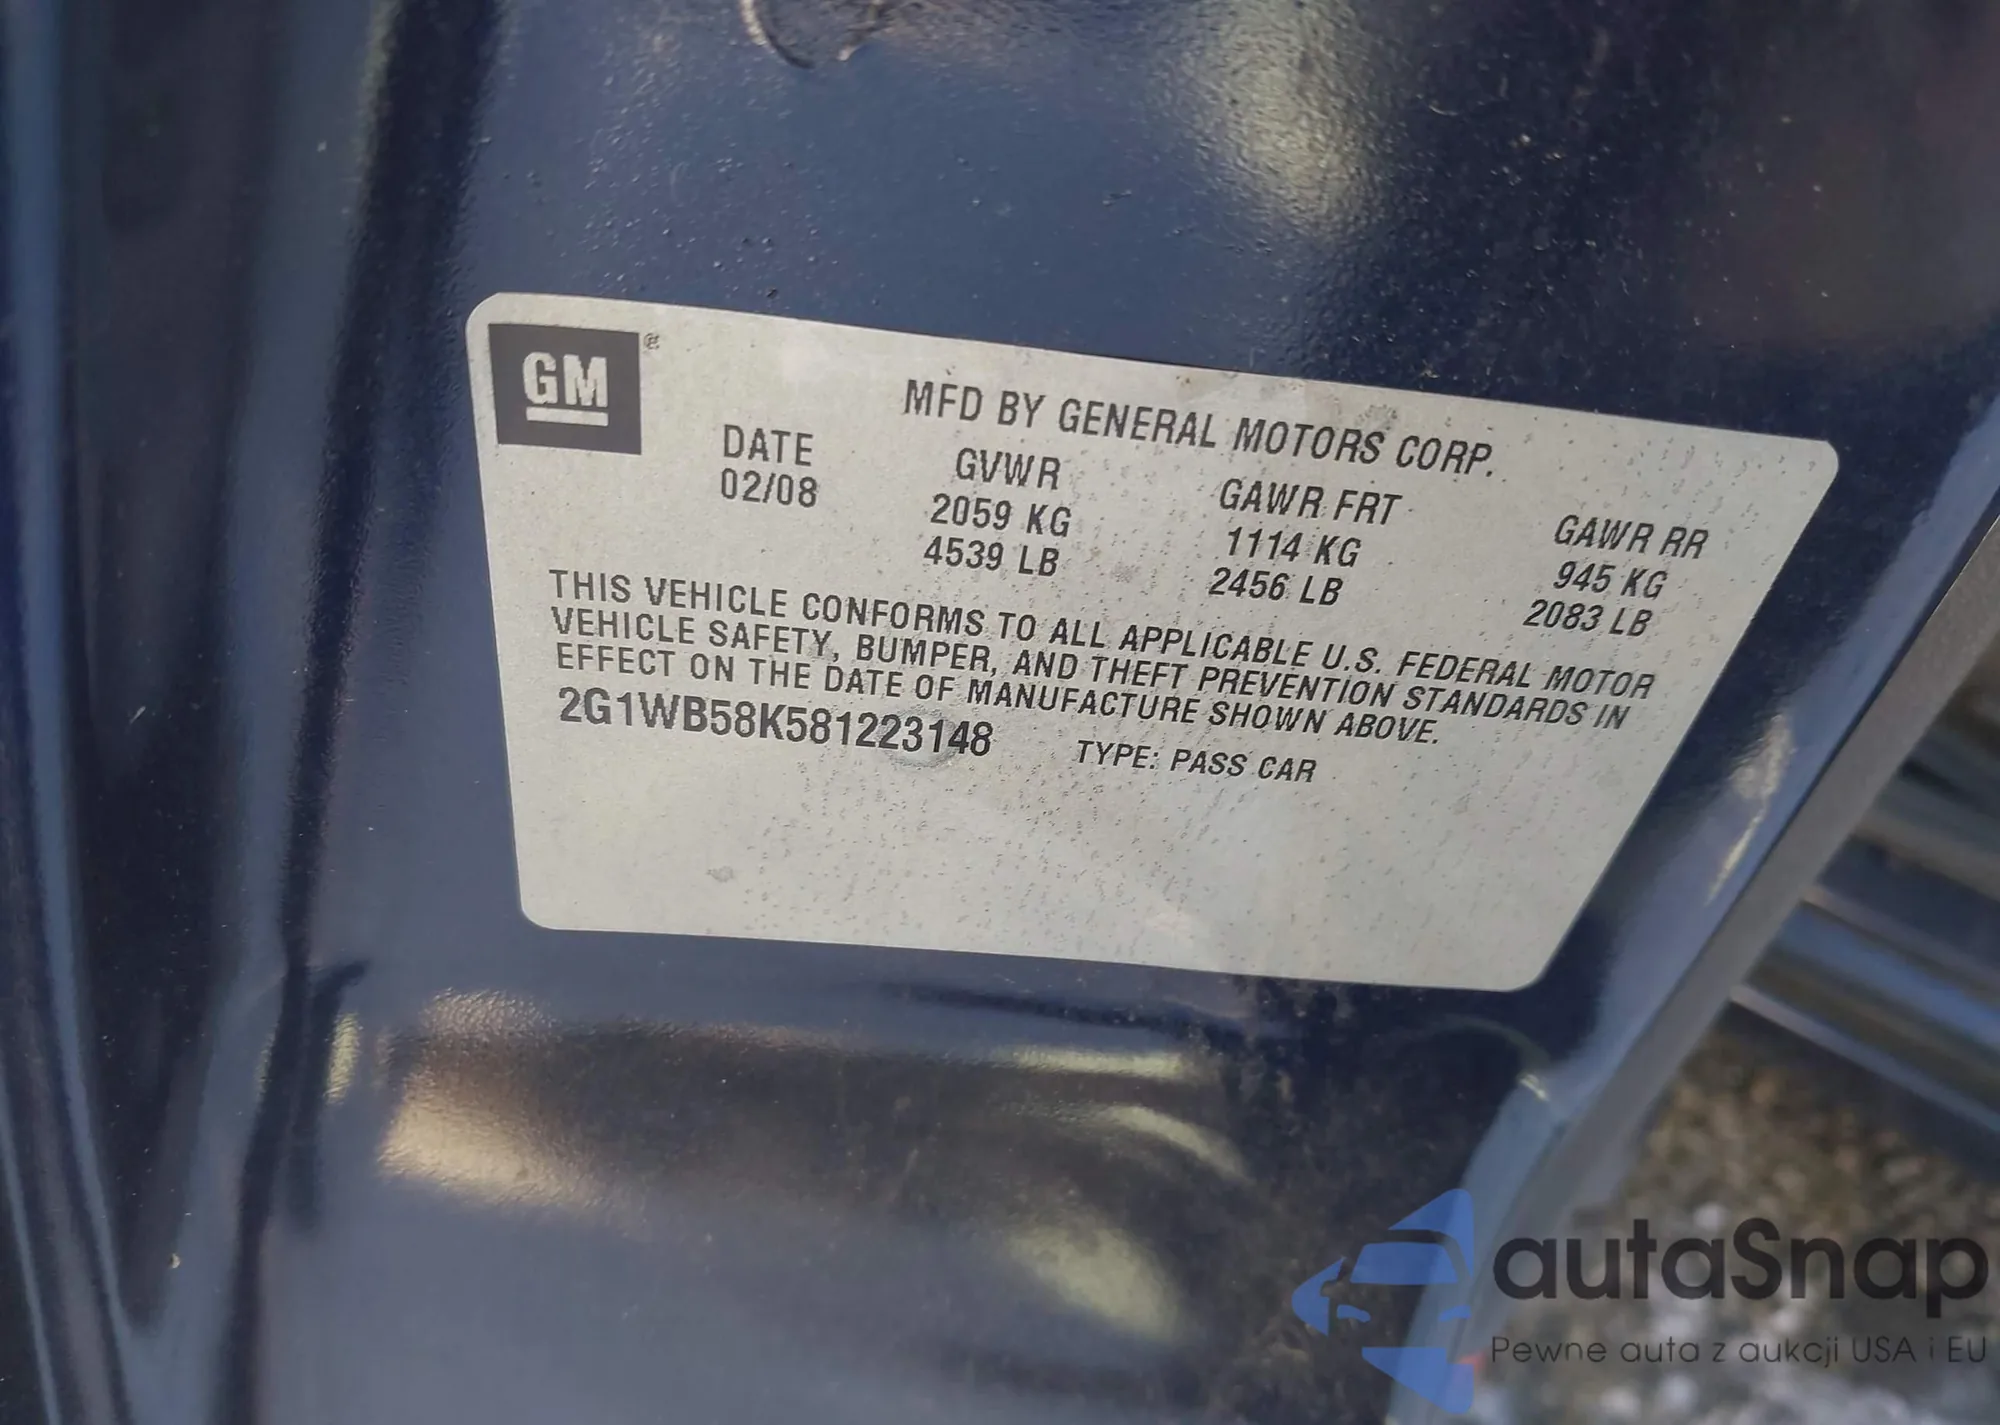 GM ®
MFD BY GENERAL MOTORS CORP.
DATE GVWR GAWR FRT GAWR RR
02/08 2059 KG 1114 KG 945 KG
4539 LB 2456 LB 2083 LB
THIS VEHICLE CONFORMS TO ALL APPLICABLE U.S. FEDERAL MOTOR
VEHICLE SAFETY, BUMPER, AND THEFT PREVENTION STANDARDS IN
EFFECT ON THE DATE OF MANUFACTURE SHOWN ABOVE.
2G1WB58K581223148 TYPE: PASS CAR
autaSnap
Pewne auta z aukcji USA i EU